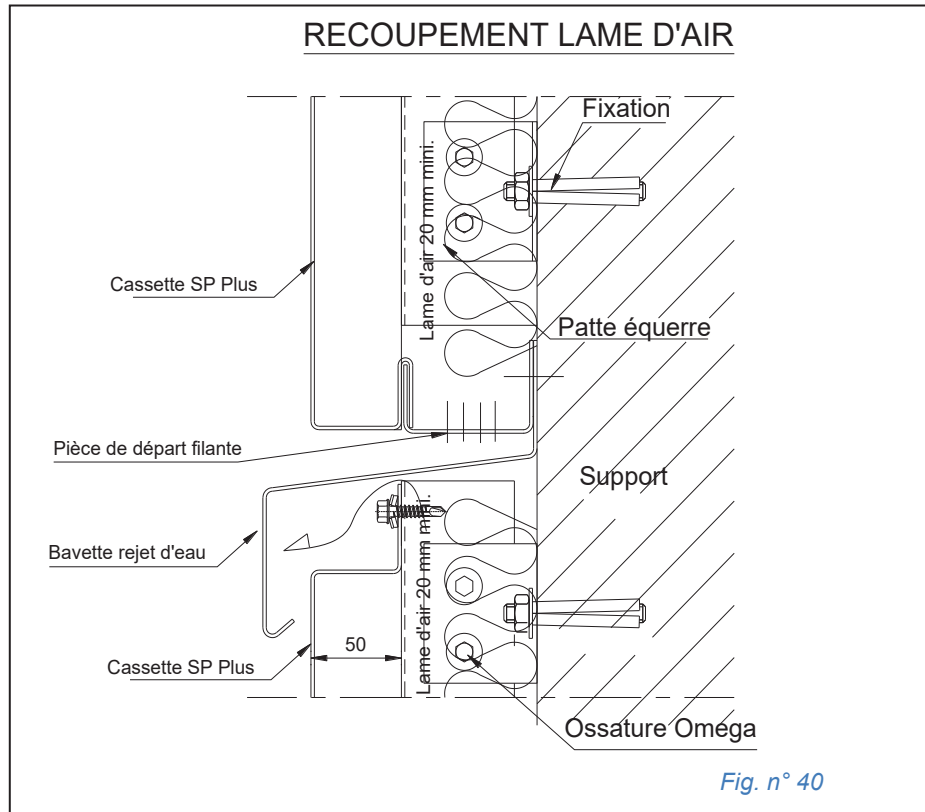 RECOUPEMENT LAME D'AIR
Fixation
Lame d'air 20 mm mini.
Cassette SP Plus
Patte équerre
Pièce de départ filante
Support
Lame d'air 20 mm mini.
Bavette rejet d'eau
50
Cassette SP Plus
Ossature Omega
Fig. n° 40